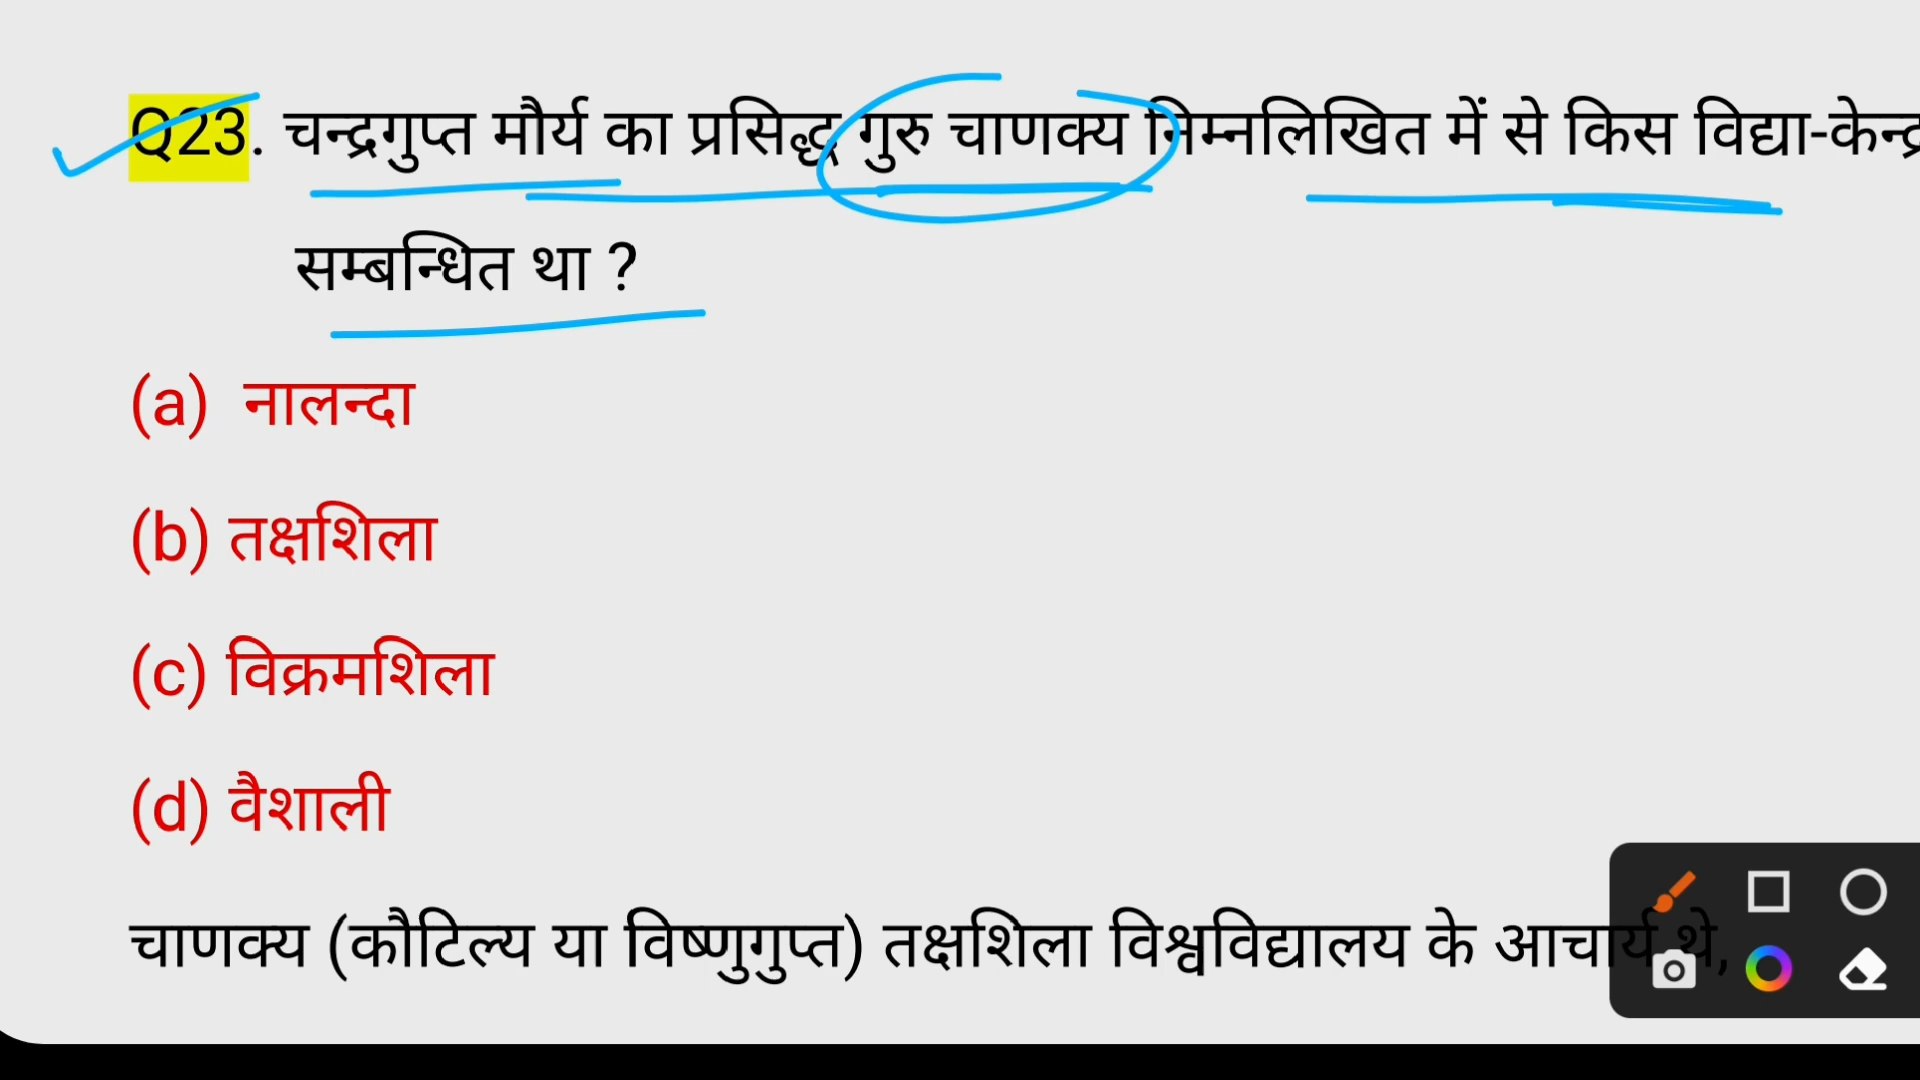 Q23. चन्द्रगुप्त मौर्य का प्रसिद्ध गुरु चाणक्य निम्नलिखित में से किस विद्या-केन्द्र
सम्बन्धित था ?
(a) नालन्दा
(b) तक्षशिला
(c) विक्रमशिला
(d) वैशाली
चाणक्य (कौटिल्य या विष्णुगुप्त) तक्षशिला विश्वविद्यालय के आचार्य थे,